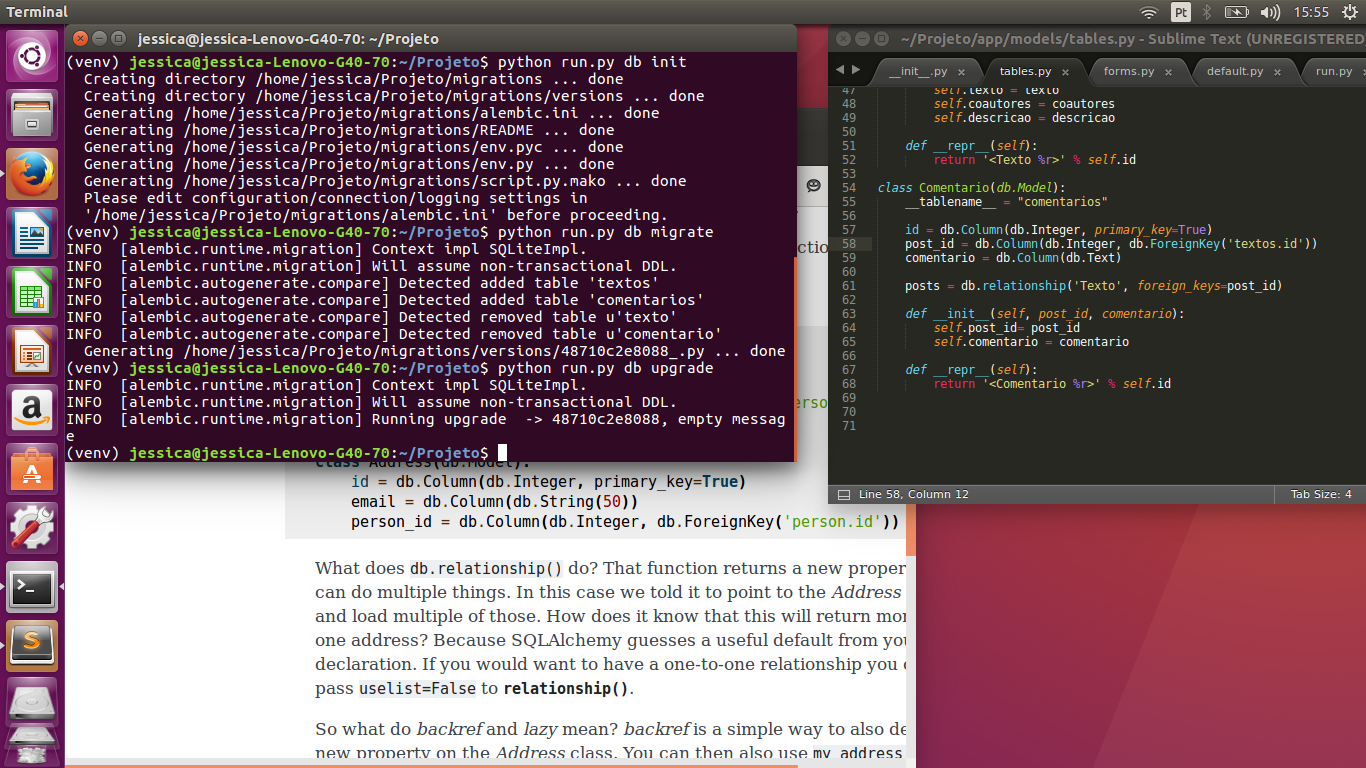 Terminal
Pt
15:55
jessica@jessica-Lenovo-G40-70: ~/Projeto
(venv) jessica@jessica-Lenovo-G40-70:~/Projeto$ python run.py db init
Creating directory /home/jessica/Projeto/migrations ... done
Creating directory /home/jessica/Projeto/migrations/versions ... done
Generating /home/jessica/Projeto/migrations/alembic.ini ... done
Generating /home/jessica/Projeto/migrations/README ... done
Generating /home/jessica/Projeto/migrations/env.pyc ... done
Generating /home/jessica/Projeto/migrations/env.py ... done
Generating /home/jessica/Projeto/migrations/script.py.mako ... done
Please edit configuration/connection/logging settings in
'/home/jessica/Projeto/migrations/alembic.ini' before proceeding.
(venv) jessica@jessica-Lenovo-G40-70:~/Projeto$ python run.py db migrate
INFO  [alembic.runtime.migration] Context impl SQLiteImpl.
INFO  [alembic.runtime.migration] Will assume non-transactional DDL.
INFO  [alembic.autogenerate.compare] Detected added table 'textos'
INFO  [alembic.autogenerate.compare] Detected added table 'comentarios'
INFO  [alembic.autogenerate.compare] Detected removed table u'texto'
INFO  [alembic.autogenerate.compare] Detected removed table u'comentario'
Generating /home/jessica/Projeto/migrations/versions/48710c2e8088_.py ... done
(venv) jessica@jessica-Lenovo-G40-70:~/Projeto$ python run.py db upgrade
INFO  [alembic.runtime.migration] Context impl SQLiteImpl.
INFO  [alembic.runtime.migration] Will assume non-transactional DDL.
INFO  [alembic.runtime.migration] Running upgrade  -> 48710c2e8088, empty messag
e
(venv) jessica@jessica-Lenovo-G40-70:~/Projeto$
~/Projeto/app/models/tables.py - Sublime Text (UNREGISTERED
__init__.py × tables.py × forms.py × default.py × run.py ×
47 self.texto = texto
48 self.coautores = coautores
49 self.descricao = descricao
50
51 def __repr__(self):
52 return '<Texto %r>' % self.id
53
54 class Comentario(db.Model):
55 __tablename__ = "comentarios"
56
57 id = db.Column(db.Integer, primary_key=True)
58 post_id = db.Column(db.Integer, db.ForeignKey('textos.id'))
59 comentario = db.Column(db.Text)
60
61 posts = db.relationship('Texto', foreign_keys=post_id)
62
63 def __init__(self, post_id, comentario):
64 self.post_id= post_id
65 self.comentario = comentario
66
67 def __repr__(self):
68 return '<Comentario %r>' % self.id
69
70
71
Line 58, Column 12
Tab Size: 4
ctio
erso
class Address(db.Model):
id = db.Column(db.Integer, primary_key=True)
email = db.Column(db.String(50))
person_id = db.Column(db.Integer, db.ForeignKey('person.id'))
What does db.relationship() do? That function returns a new proper
can do multiple things. In this case we told it to point to the Address
and load multiple of those. How does it know that this will return mo
one address? Because SQLAlchemy guesses a useful default from yo
declaration. If you would want to have a one-to-one relationship you
pass uselist=False to relationship().
So what do backref and lazy mean? backref is a simple way to also de
new property on the Address class. You can then also use my_address